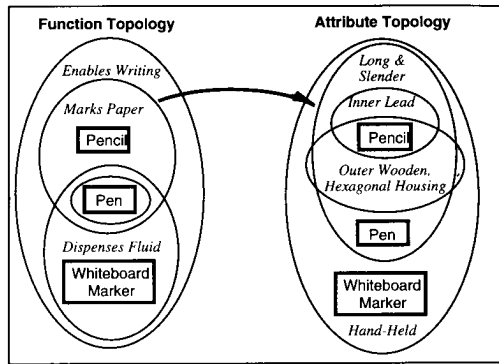 Function Topology
Enables Writing
Marks Paper
Pencil
Pen
Dispenses Fluid
Whiteboard
Marker
Attribute Topology
Long &
Slender
Inner Lead
Pencil
Outer Wooden,
Hexagonal Housing
Pen
Whiteboard
Marker
Hand-Held